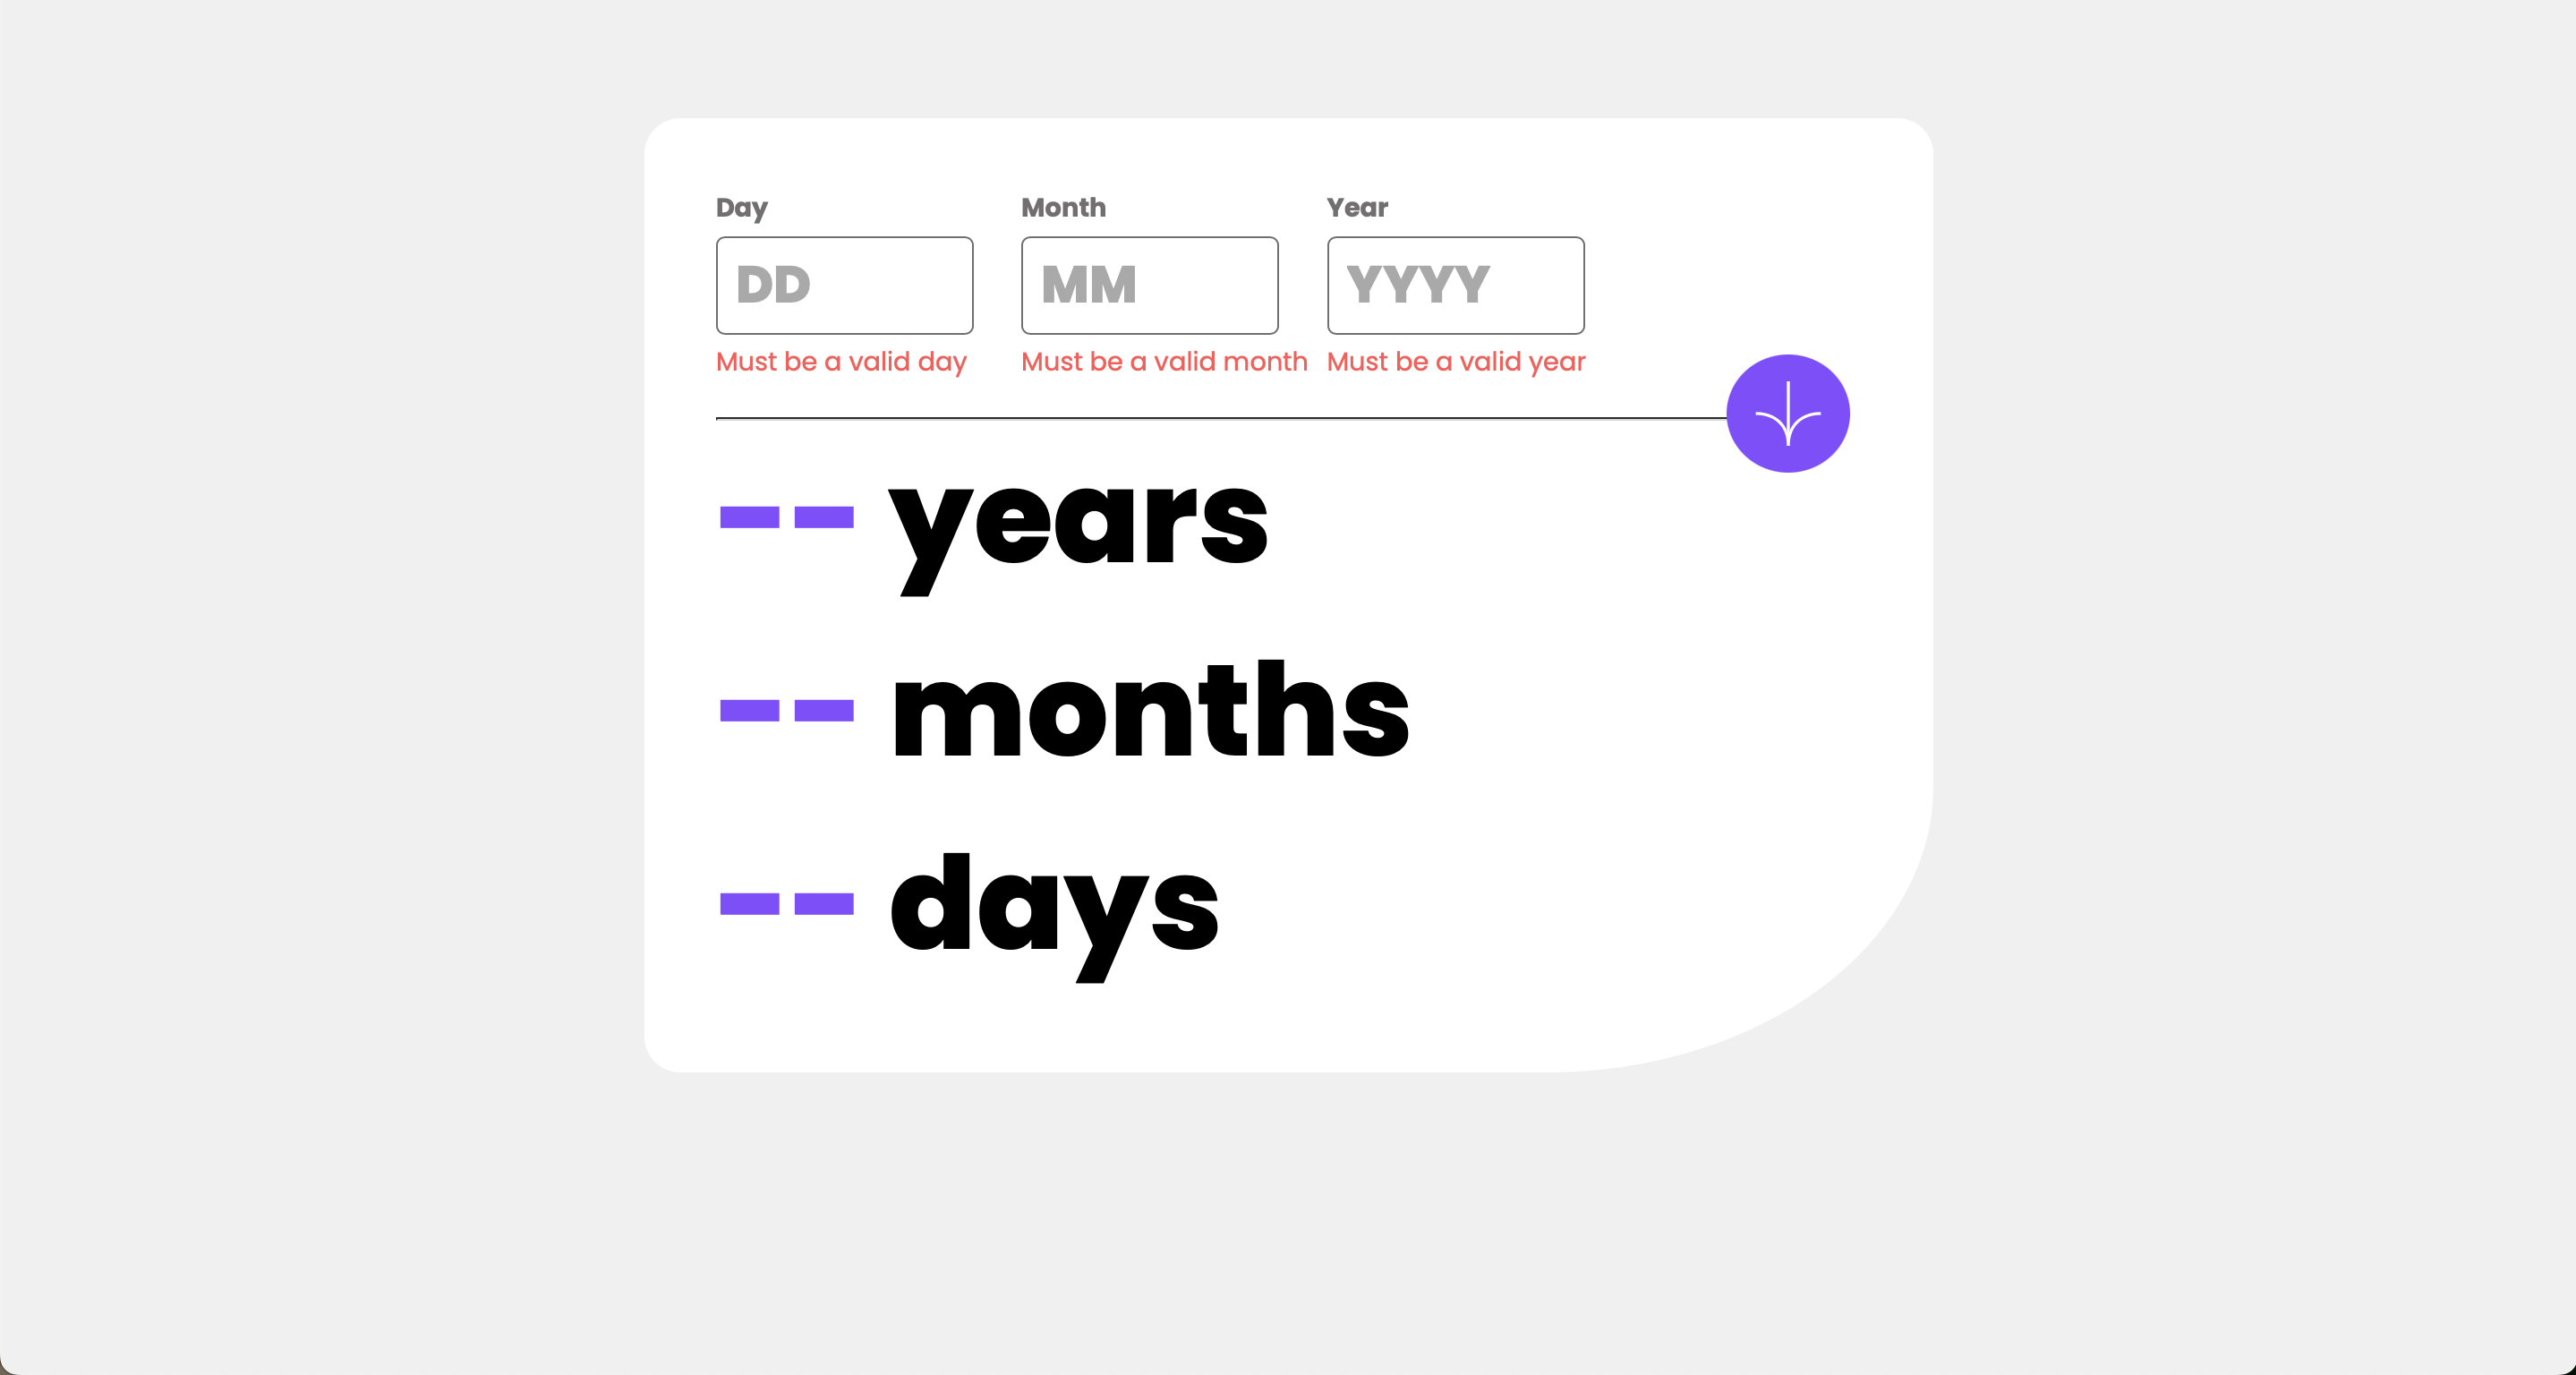 Day Month Year
DD MM YYYY
Must be a valid day Must be a valid month Must be a valid year
-- years
-- months
-- days